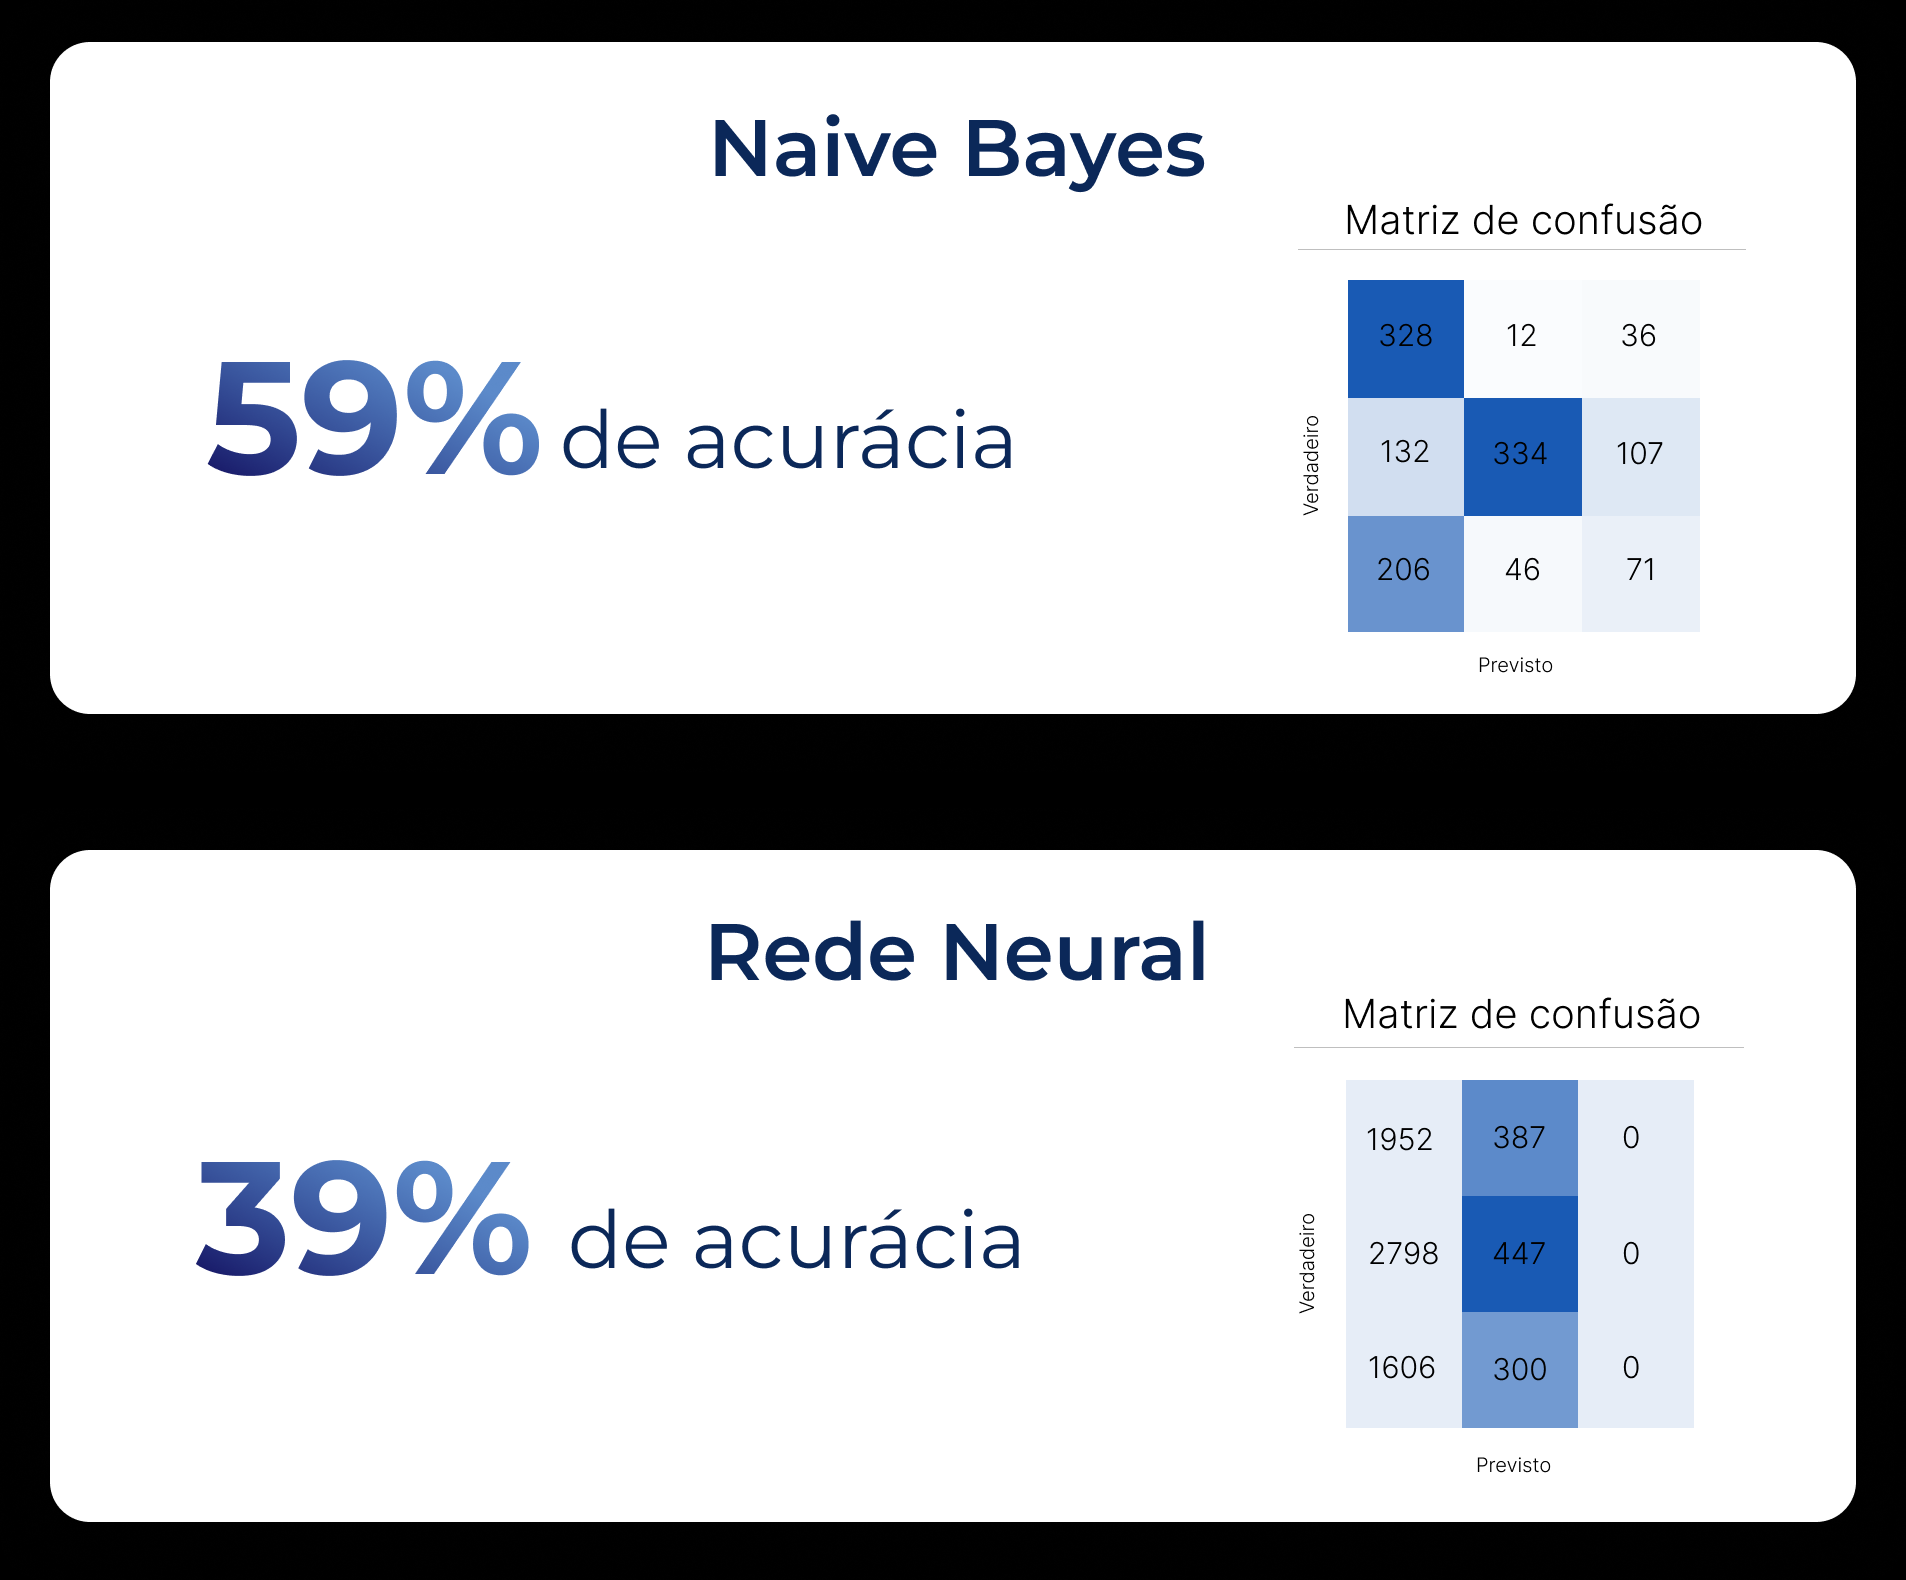 Naive Bayes
59% de acurácia
Matriz de confusão
Verdadeiro
328 12 36
132 334 107
206 46 71
Previsto
Rede Neural
39% de acurácia
Matriz de confusão
Verdadeiro
1952 387 0
2798 447 0
1606 300 0
Previsto